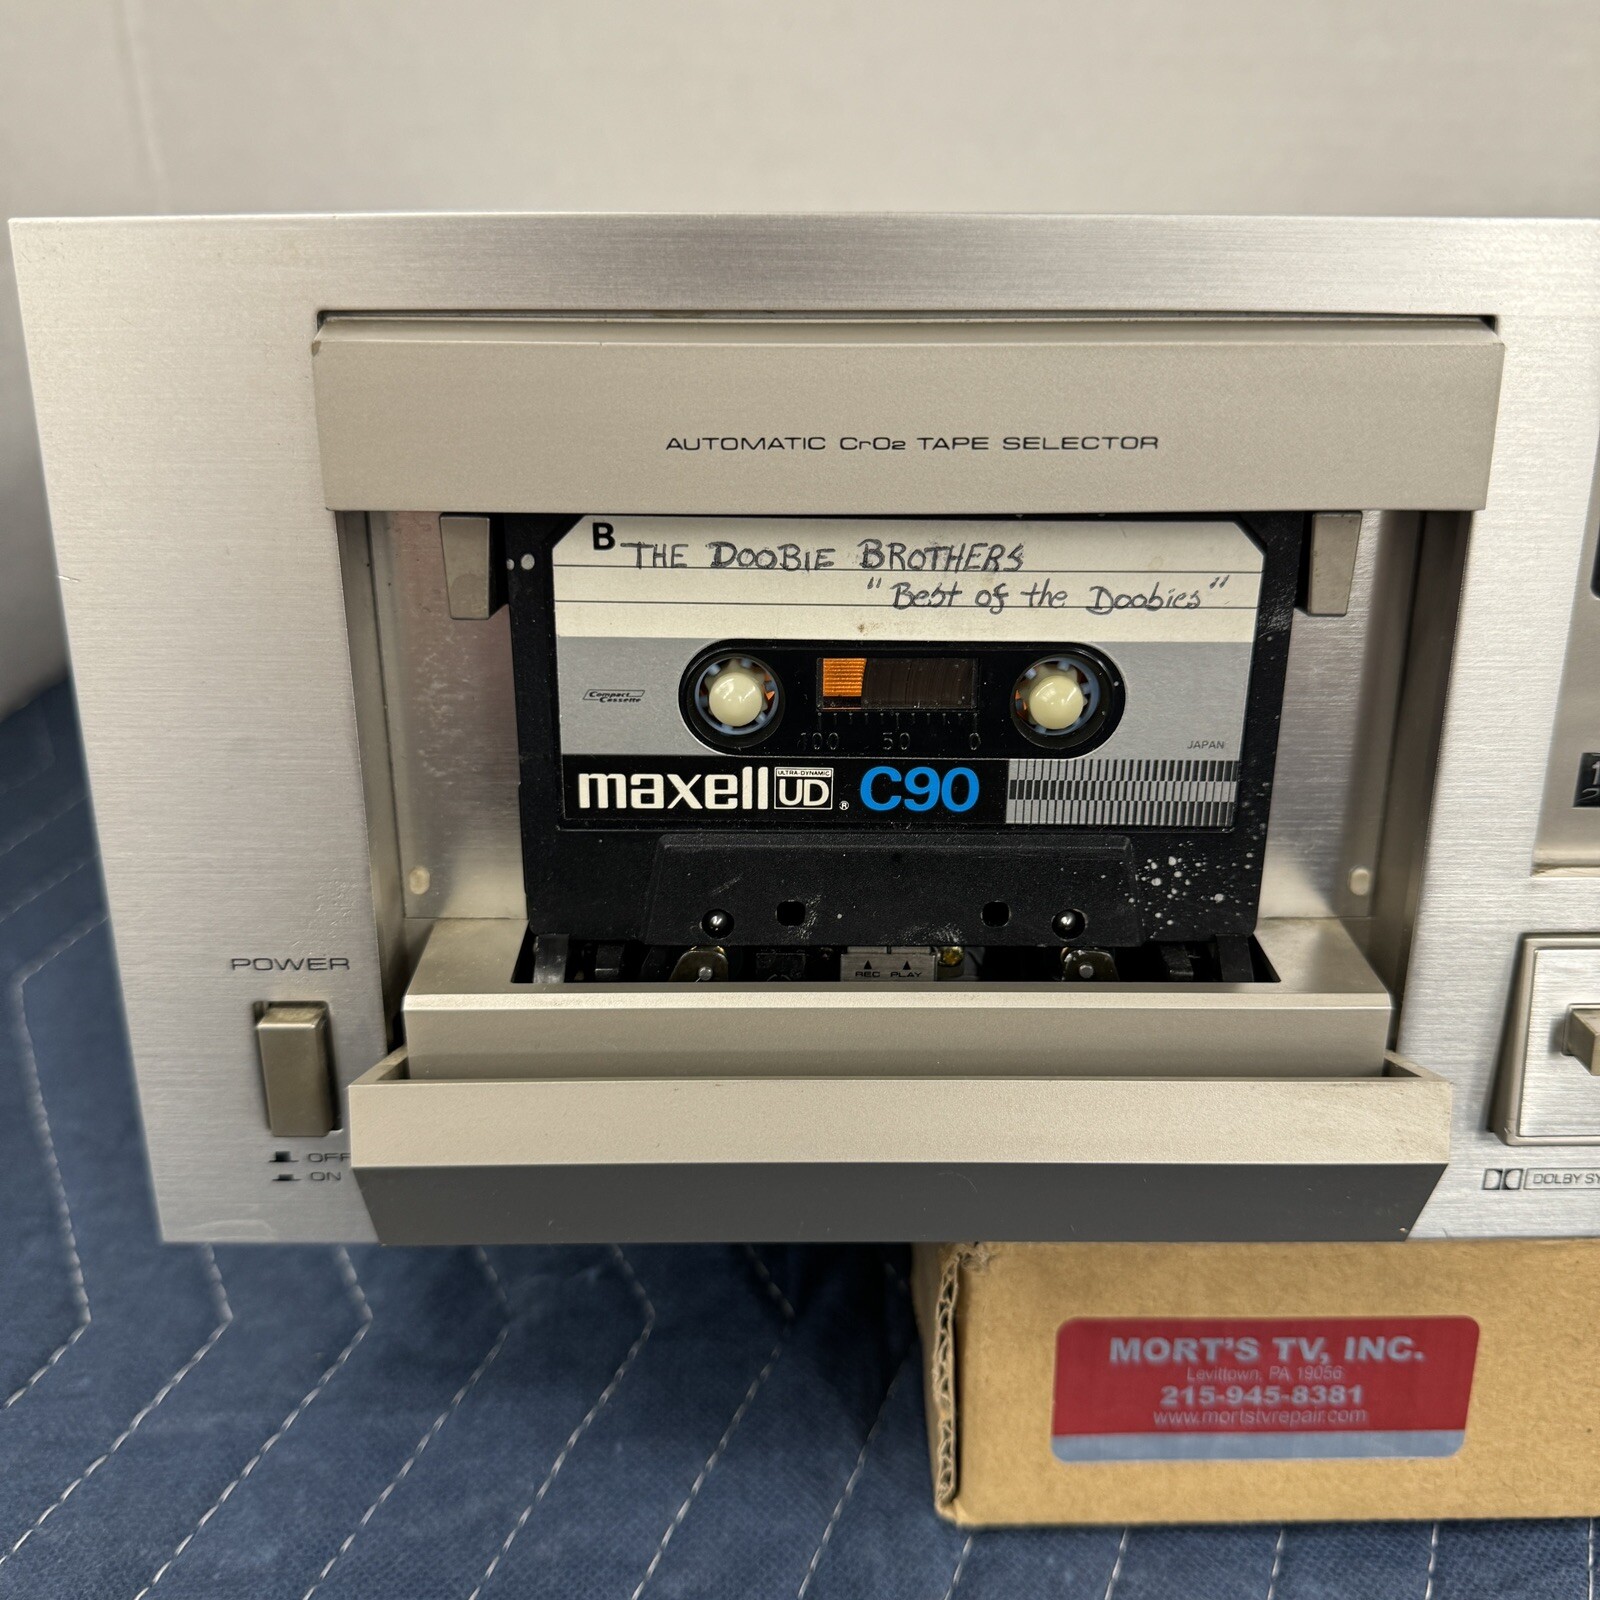 AUTOMATIC CrO2 TAPE SELECTOR
B THE DOOBIE BROTHERS
"Best of the Doobies"
Compact
Cassette
100 50 0
JAPAN
maxell ULTRA-DYNAMIC UD ® C90
REC PLAY
POWER
OFF
ON
DOLBY SY
MORT'S TV, INC.
Levittown, PA 19056
215-945-8381
www.mortstvrepair.com